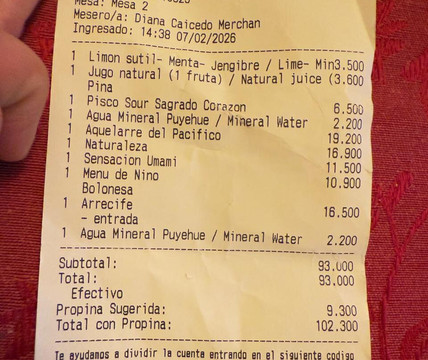 Mesa: Mesa 2
Mesero/a: Diana Caicedo Merchan
Ingresado: 14:38 07/02/2026
1 Limon sutil- Menta- Jengibre / Lime- Min3.500
1 Jugo natural (1 fruta) / Natural juice (3.600
Pina
1 Pisco Sour Sagrado Corazon 6.500
1 Agua Mineral Puyehue / Mineral Water 2.200
1 Aquelarre del Pacifico 19.200
1 Naturaleza 16.900
1 Sensacion Umami 11.500
1 Menu de Nino 10.900
Bolonesa
1 Arrecife 16.500
- entrada
1 Agua Mineral Puyehue / Mineral Water 2.200
Subtotal: 93.000
Total: 93.000
Efectivo
Propina Sugerida: 9.300
Total con Propina: 102.300
Te ayudamos a dividir la cuenta entrando en el siguiente codigo